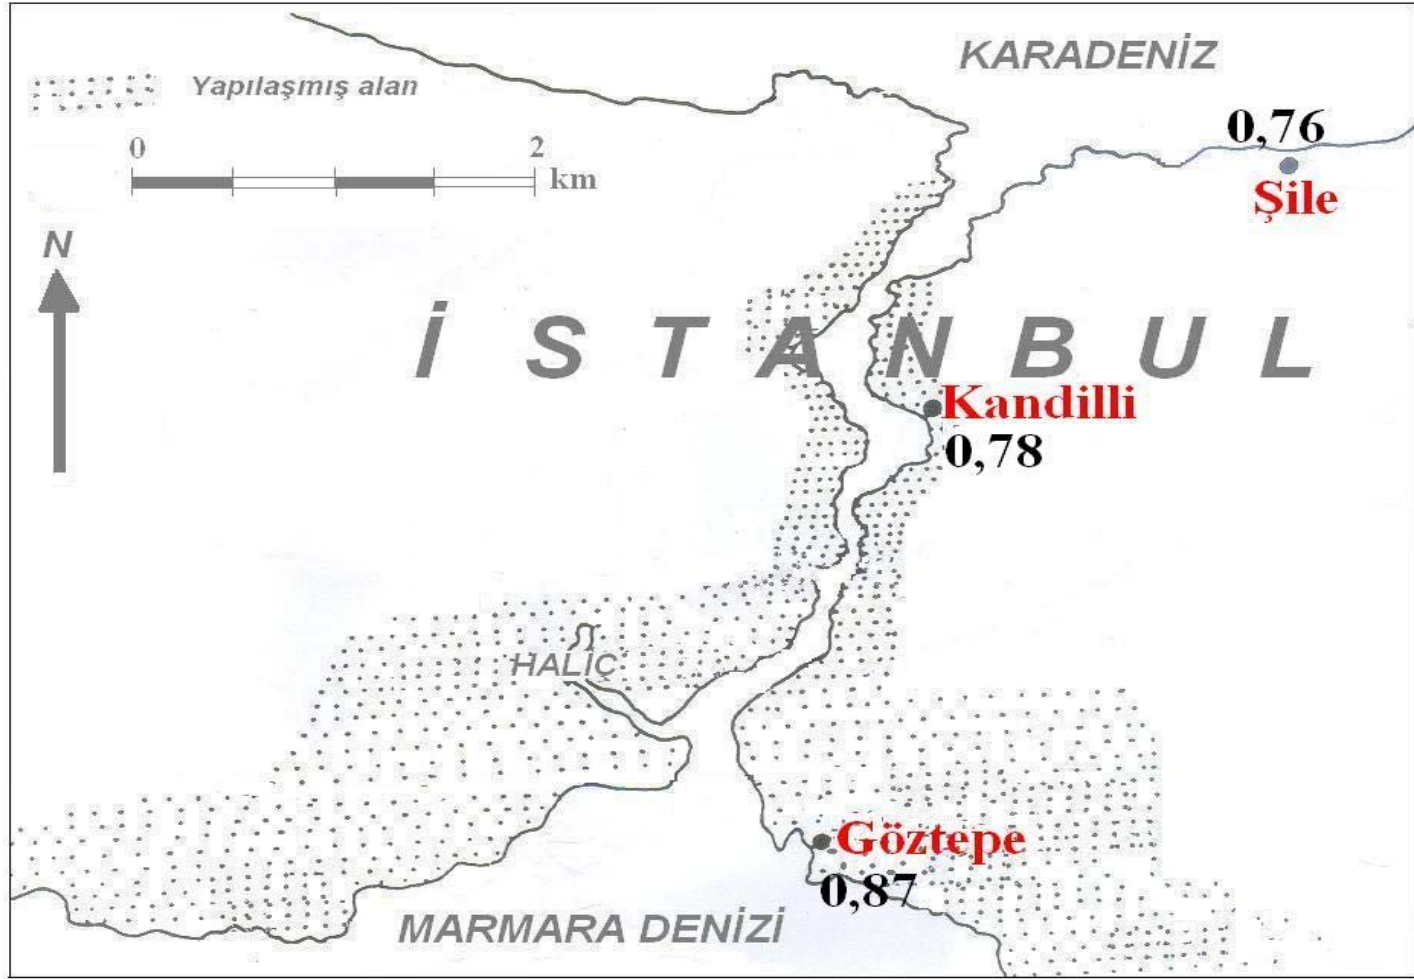 KARADENİZ
Yapılaşmış alan
0,76
0 2
km
Şile
N
İSTANBUL
Kandilli
0,78
HALİÇ
Göztepe
0,87
MARMARA DENİZİ